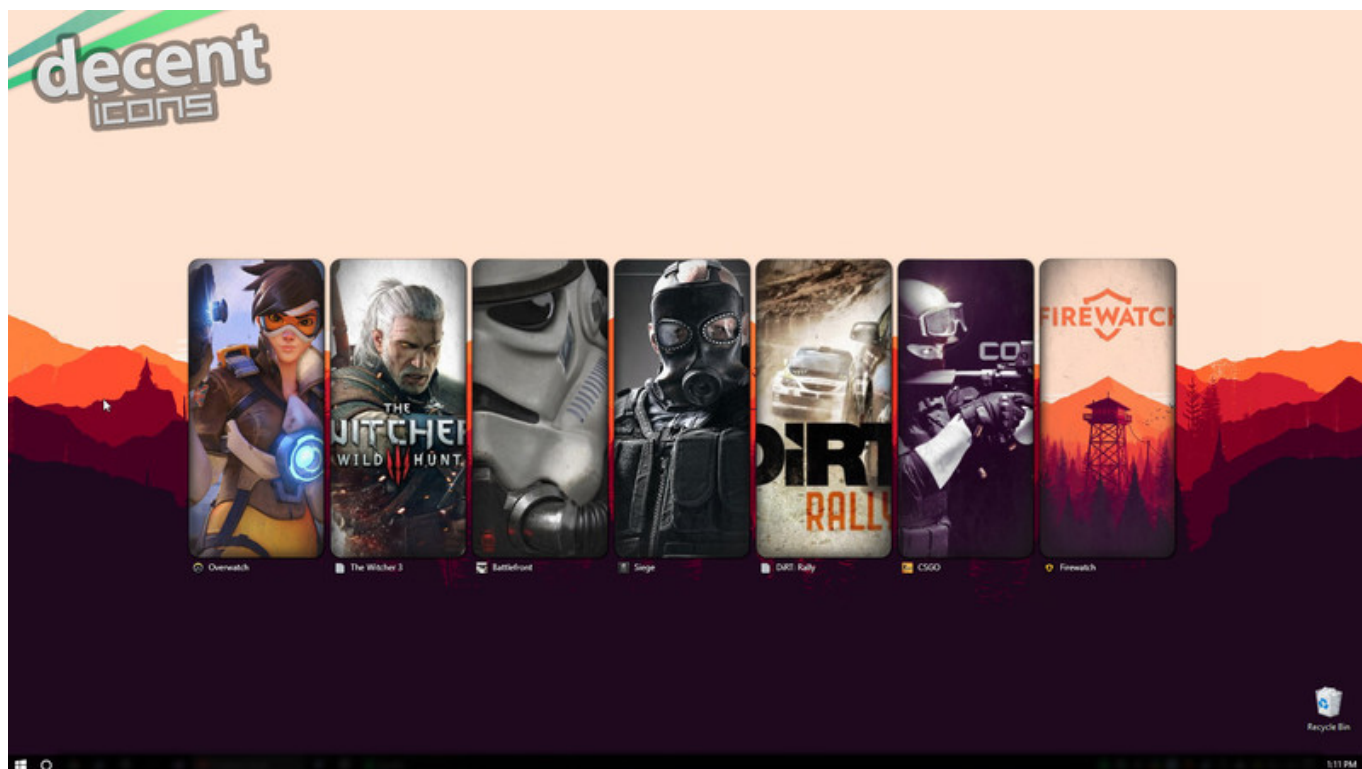 decent
icons
THE
WITCHER
WILD HUNT
DiRT
RALLY
CO
FIREWATCH
Overwatch
The Witcher 3
Battlefront
Siege
DiRT: Rally
CSGO
Firewatch
Recycle Bin
1:11 PM